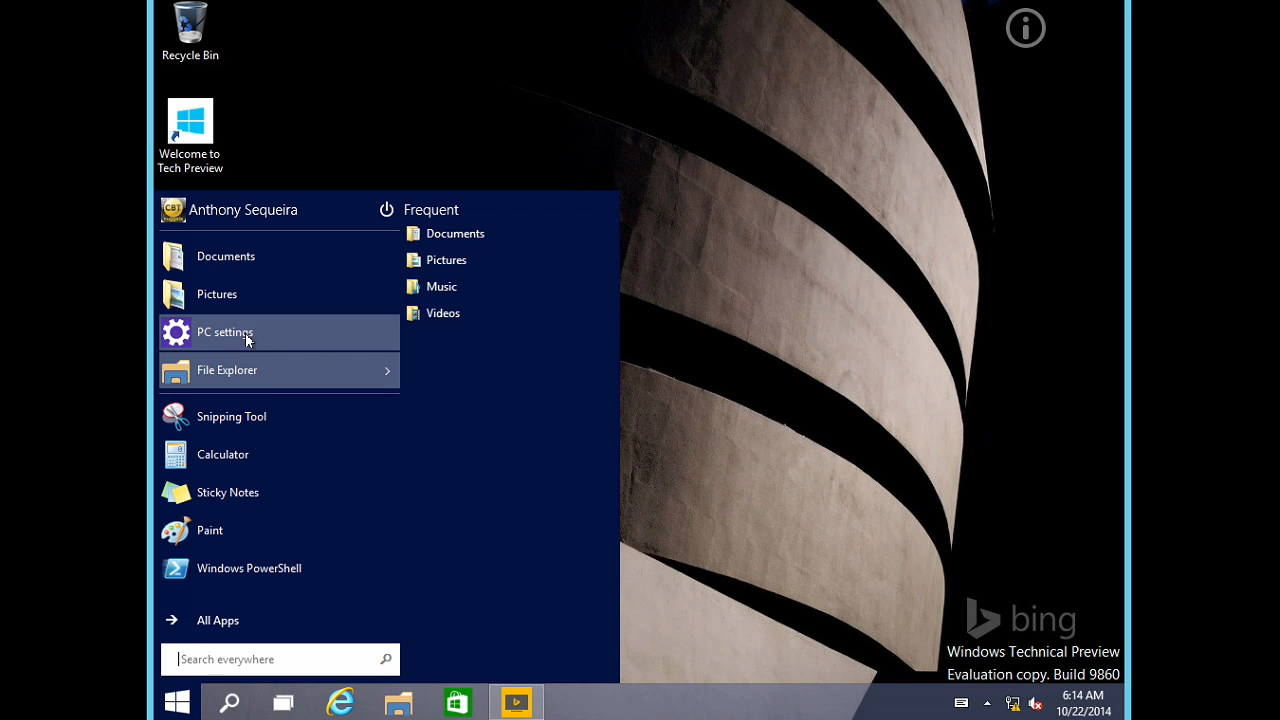 Recycle Bin
Welcome to
Tech Preview
CBT
nuggets
Anthony Sequeira
Frequent
Documents
Pictures
PC settings
File Explorer
Snipping Tool
Calculator
Sticky Notes
Paint
Windows PowerShell
All Apps
Search everywhere
Documents
Pictures
Music
Videos
bing
Windows Technical Preview
Evaluation copy. Build 9860
6:14 AM
10/22/2014